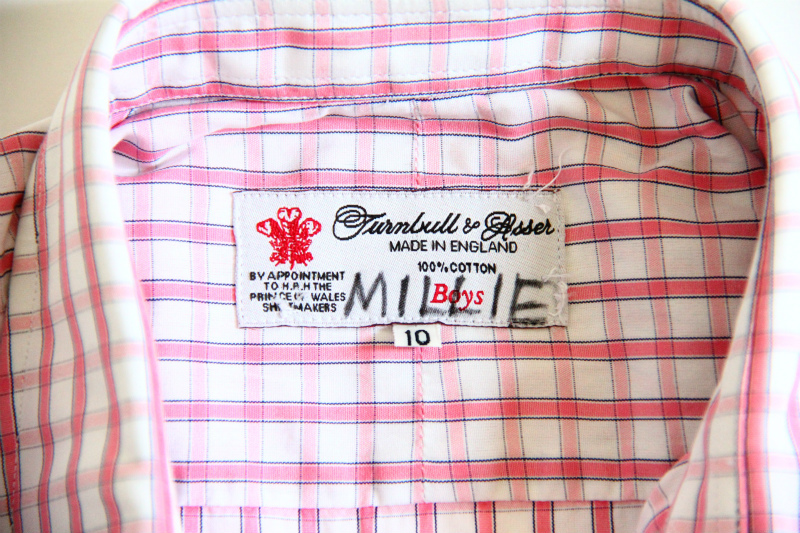 Turnbull & Asser
MADE IN ENGLAND
100% COTTON
BY APPOINTMENT
TO H.R.H THE
PRINCE OF WALES
SHIRTMAKERS
MILLIE
Boys
10